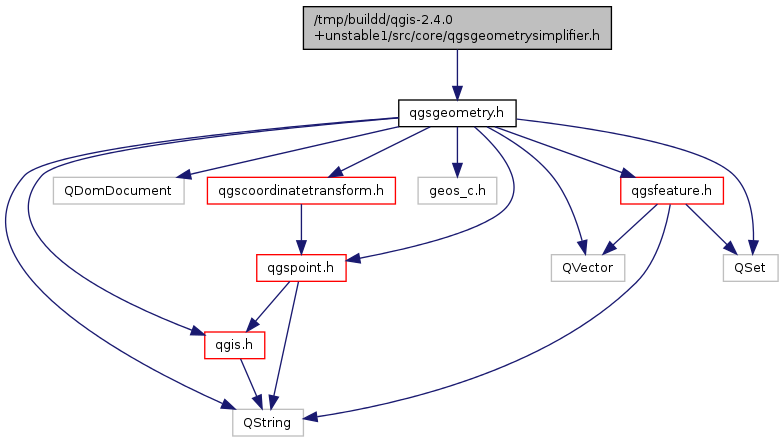 /tmp/buildd/qgis-2.4.0
+unstable1/src/core/qgsgeometrysimplifier.h
qgsgeometry.h
QDomDocument
qgscoordinatetransform.h
geos_c.h
qgsfeature.h
qgspoint.h
QVector
QSet
qgis.h
QString